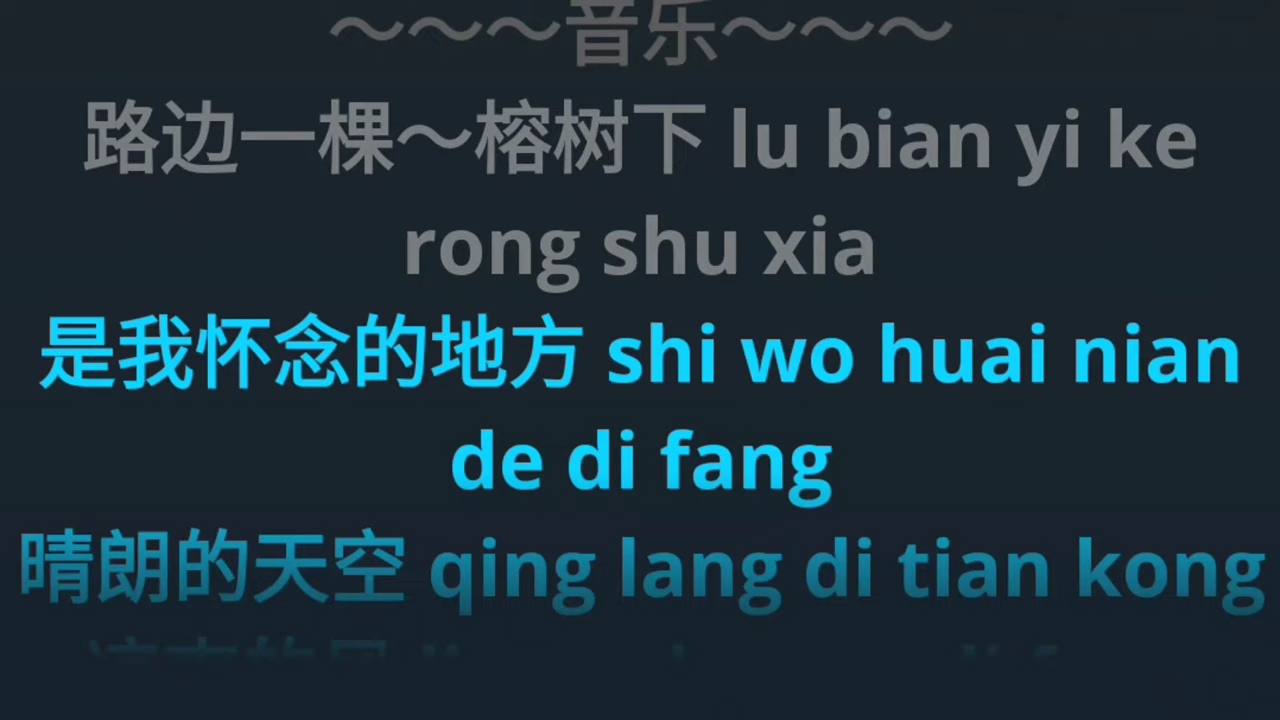 ～～～音乐～～～
路边一棵～榕树下 lu bian yi ke
rong shu xia
是我怀念的地方 shi wo huai nian
de di fang
晴朗的天空 qing lang di tian kong